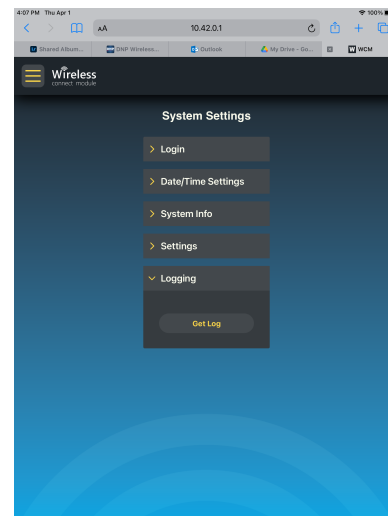 4:07 PM Thu Apr 1
100%
AA
10.42.0.1
Shared Album...
DNP Wireless...
Outlook
My Drive - Go...
W WCM
Wireless
connect module
System Settings
Login
Date/Time Settings
System Info
Settings
Logging
Get Log